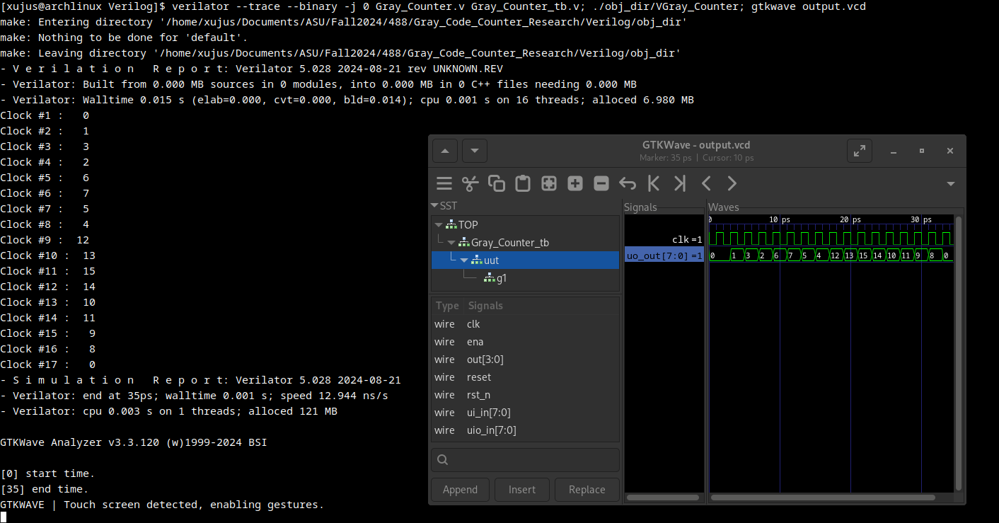 [xujus@archlinux Verilog]$ verilator --trace --binary -j 0 Gray_Counter.v Gray_Counter_tb.v; ./obj_dir/VGray_Counter; gtkwave output.vcd
make: Entering directory '/home/xujus/Documents/ASU/Fall2024/488/Gray_Code_Counter_Research/Verilog/obj_dir'
make: Nothing to be done for 'default'.
make: Leaving directory '/home/xujus/Documents/ASU/Fall2024/488/Gray_Code_Counter_Research/Verilog/obj_dir'
- V e r i l a t i o n   R e p o r t: Verilator 5.028 2024-08-21 rev UNKNOWN.REV
- Verilator: Built from 0.000 MB sources in 0 modules, into 0.000 MB in 0 C++ files needing 0.000 MB
- Verilator: Walltime 0.015 s (elab=0.000, cvt=0.000, bld=0.014); cpu 0.001 s on 16 threads; alloced 6.980 MB
Clock #1 :   0
Clock #2 :   1
Clock #3 :   3
Clock #4 :   2
Clock #5 :   6
Clock #6 :   7
Clock #7 :   5
Clock #8 :   4
Clock #9 :  12
Clock #10 :  13
Clock #11 :  15
Clock #12 :  14
Clock #13 :  10
Clock #14 :  11
Clock #15 :   9
Clock #16 :   8
Clock #17 :   0
- S i m u l a t i o n   R e p o r t: Verilator 5.028 2024-08-21
- Verilator: end at 35ps; walltime 0.001 s; speed 12.944 ns/s
- Verilator: cpu 0.003 s on 1 threads; alloced 121 MB
GTKWave Analyzer v3.3.120 (w)1999-2024 BSI
[0] start time.
[35] end time.
GTKWAVE | Touch screen detected, enabling gestures.
GTKWave - output.vcd
Marker: 35 ps | Cursor: 10 ps
SST
TOP
Gray_Counter_tb
uut
g1
Type Signals
wire clk
wire ena
wire out[3:0]
wire reset
wire rst_n
wire ui_in[7:0]
wire uio_in[7:0]
Append Insert Replace
Signals
clk =1
uo_out[7:0] =1
Waves
0 10 ps 20 ps 30 ps
0 1 3 2 6 7 5 4 12 13 15 14 10 11 9 8 0